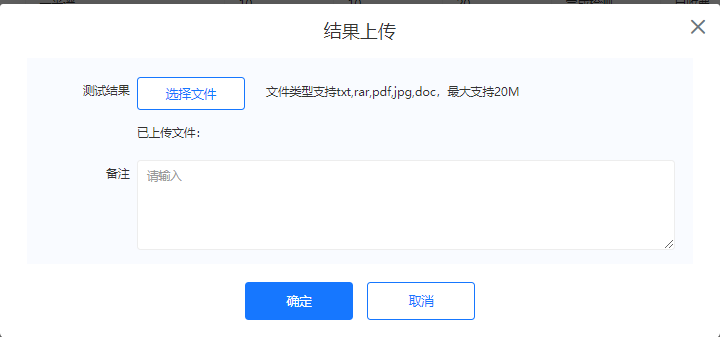 结果上传
测试结果 选择文件 文件类型支持txt,rar,pdf,jpg,doc，最大支持20M
已上传文件：
备注 请输入
确定 取消